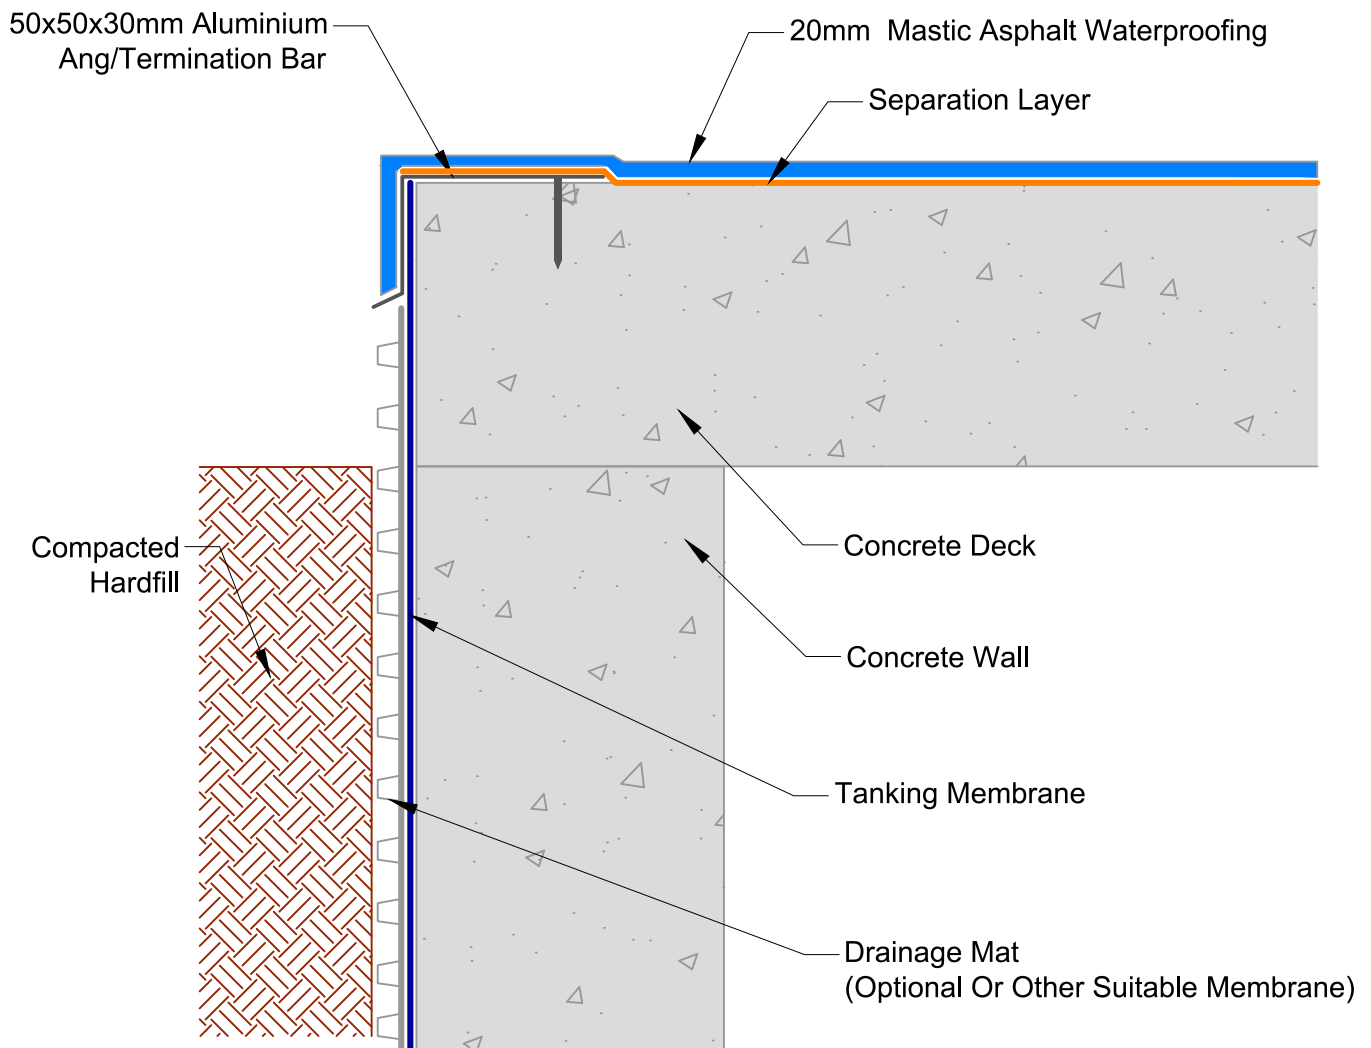 50x50x30mm Aluminium
Ang/Termination Bar
20mm  Mastic Asphalt Waterproofing
Separation Layer
Compacted
Hardfill
Concrete Deck
Concrete Wall
Tanking Membrane
Drainage Mat
(Optional Or Other Suitable Membrane)